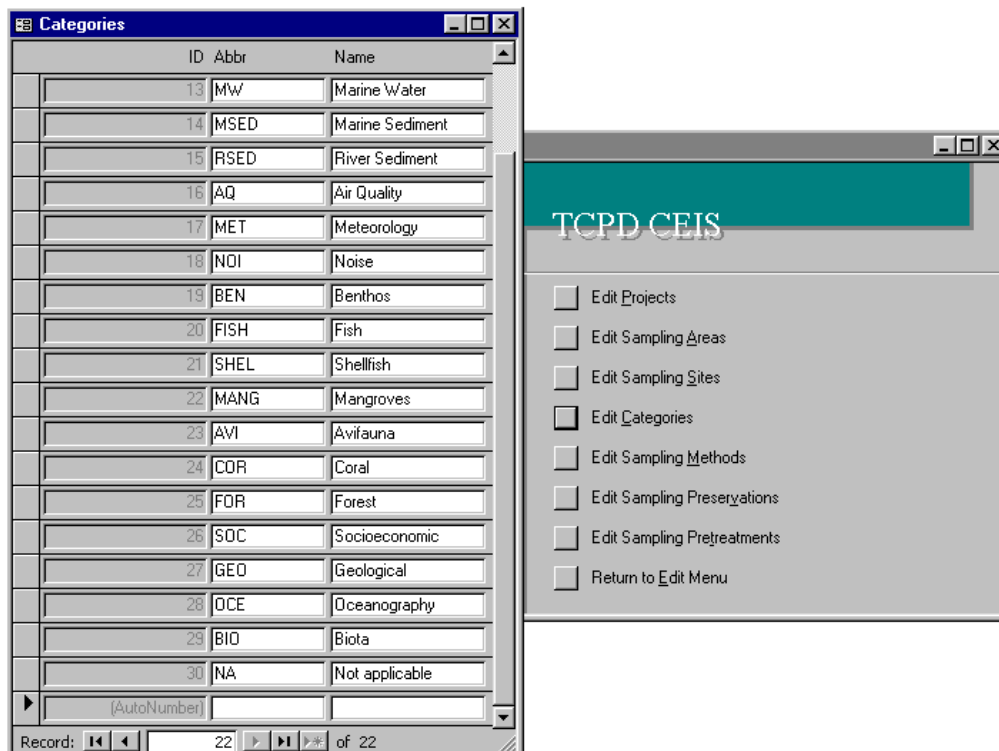 Categories
ID Abbr Name
13 MW Marine Water
14 MSED Marine Sediment
15 RSED River Sediment
16 AQ Air Quality
17 MET Meteorology
18 NOI Noise
19 BEN Benthos
20 FISH Fish
21 SHEL Shellfish
22 MANG Mangroves
23 AVI Avifauna
24 COR Coral
25 FOR Forest
26 SOC Socioeconomic
27 GEO Geological
28 OCE Oceanography
29 BIO Biota
30 NA Not applicable
(AutoNumber)
Record: 22 of 22
TCPD CEIS
Edit Projects
Edit Sampling Areas
Edit Sampling Sites
Edit Categories
Edit Sampling Methods
Edit Sampling Preservations
Edit Sampling Pretreatments
Return to Edit Menu